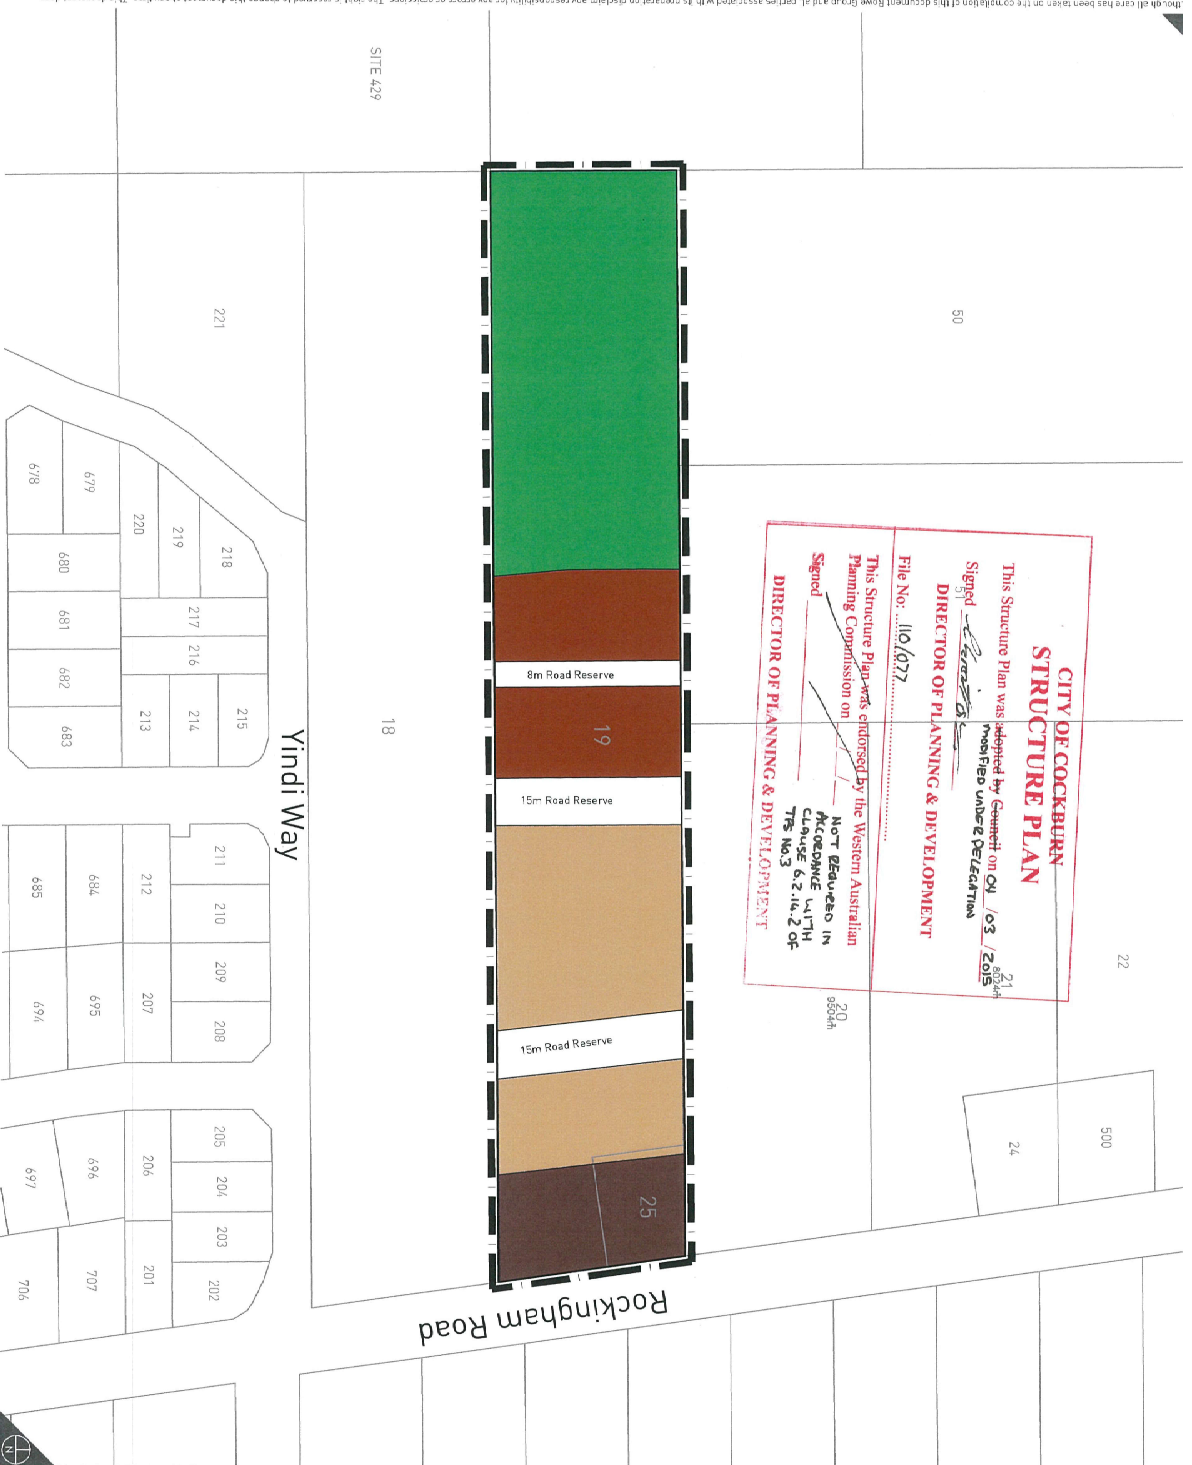 SITE 429
221
50
678
679
220
219
218
680
217
681
216
682
683
213
214
215
Yindi Way
18
8m Road Reserve
19
15m Road Reserve
15m Road Reserve
25
Rockingham Road
685
684
212
211
210
694
695
207
209
208
697
696
206
205
204
203
706
707
201
202
22
21
8024m
20
9504m
51
24
500
CITY OF COCKBURN
STRUCTURE PLAN
This Structure Plan was adopted by Council on 04 / 03 / 2015
MODIFIED UNDER DELEGATION
Signed
DIRECTOR OF PLANNING & DEVELOPMENT
File No: 110/077
This Structure Plan was endorsed by the Western Australian
Planning Commission on / /
Signed
NOT REQUIRED IN
ACCORDANCE WITH
CLAUSE 6.2.14.2 OF
TPS No.3
DIRECTOR OF PLANNING & DEVELOPMENT
N